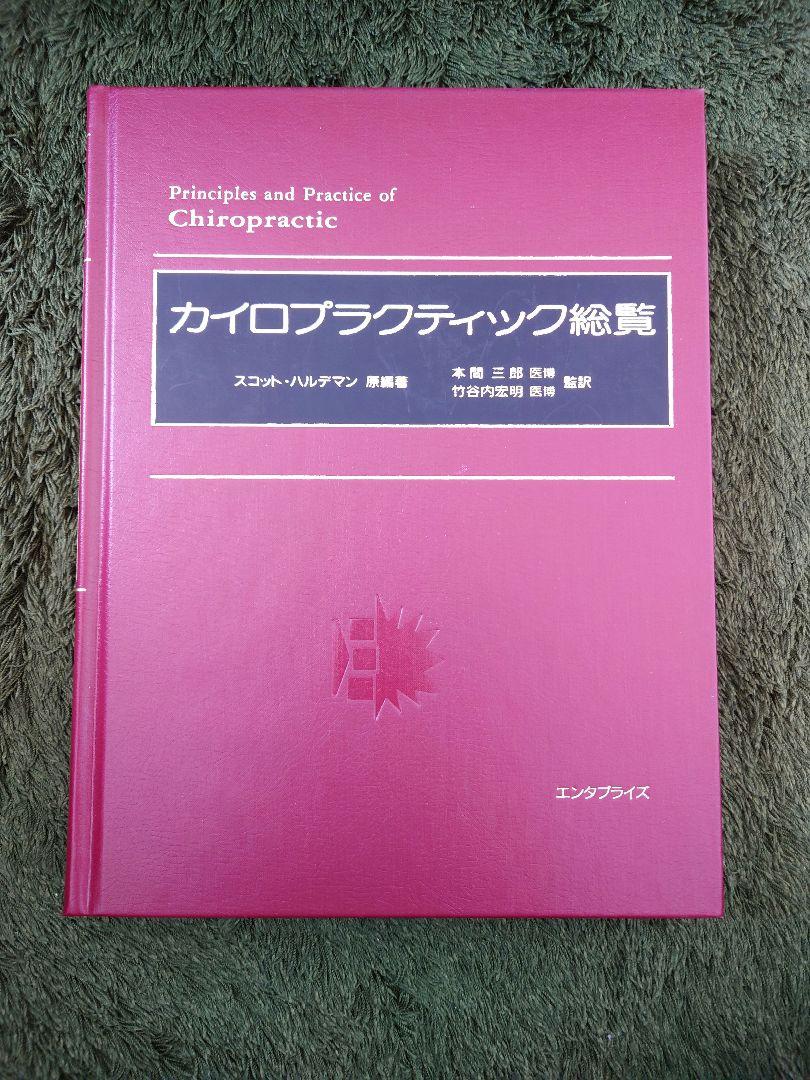 Principles and Practice of
Chiropractic
カイロプラクティック総覧
スコット・ハルデマン 原編著
本間 三郎 医博
竹谷内宏明 医博
監訳
エンタプライズ